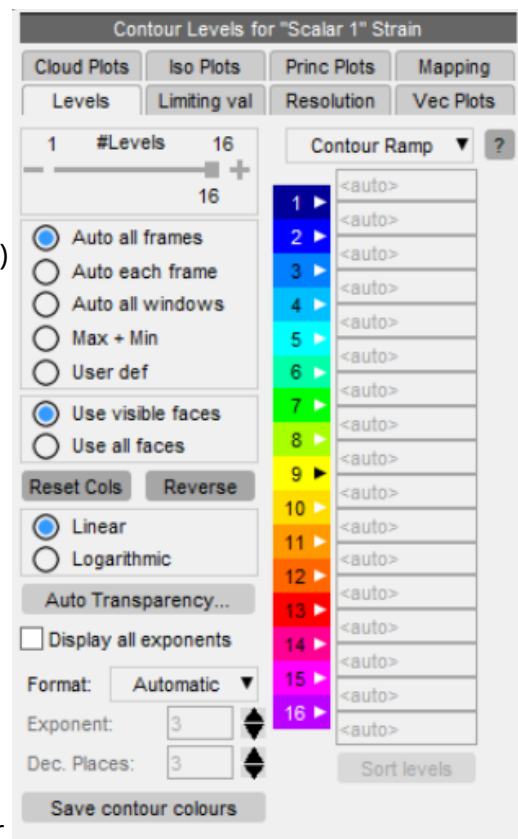 Contour Levels for "Scalar 1" Strain
Cloud Plots Iso Plots Princ Plots Mapping
Levels Limiting val Resolution Vec Plots
1 #Levels 16
16
Auto all frames
)
Auto each frame
Auto all windows
Max + Min
User def
Use visible faces
Use all faces
Reset Cols Reverse
Linear
Logarithmic
Auto Transparency...
Display all exponents
Format: Automatic
Exponent: 3
Dec. Places: 3
Save contour colours
Contour Ramp ?
<auto>
1
<auto>
2
<auto>
3
<auto>
4
<auto>
5
<auto>
6
<auto>
7
<auto>
8
<auto>
9
<auto>
10
<auto>
11
<auto>
12
<auto>
13
<auto>
14
<auto>
15
<auto>
16
<auto>
Sort levels